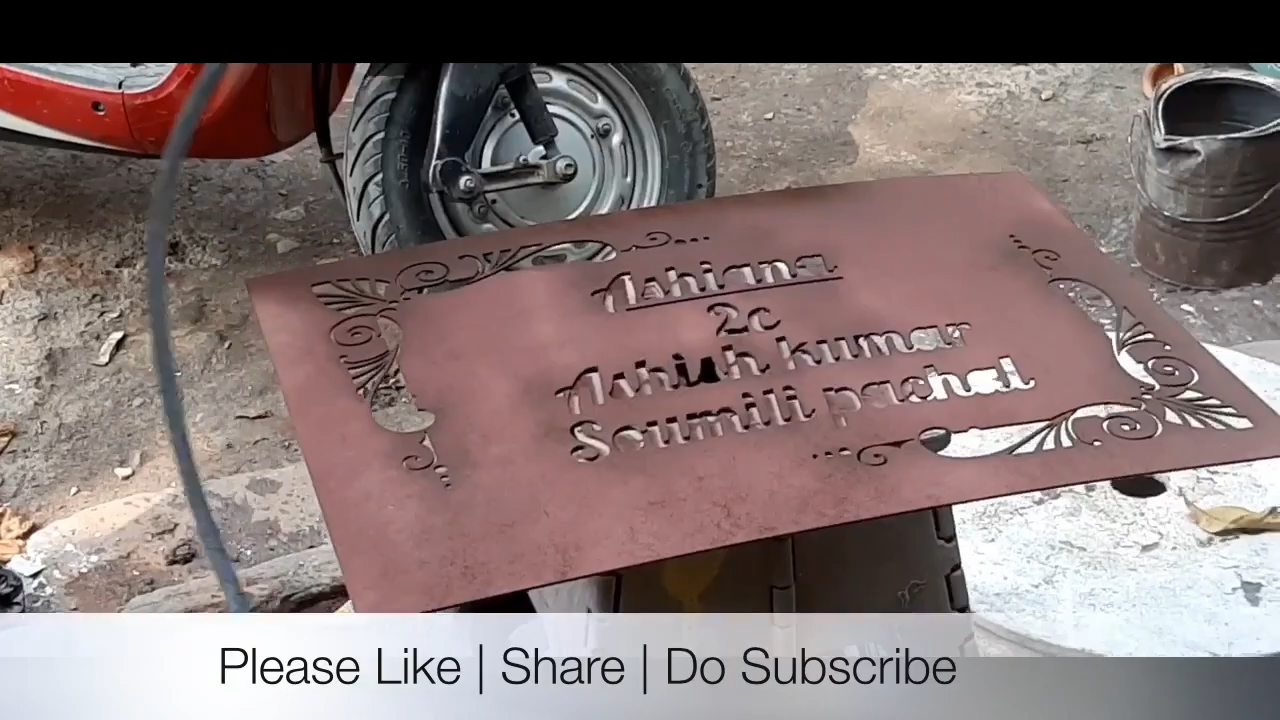 Ashiana
2c
Ashish kumar
Soumili pachal
Please Like | Share | Do Subscribe